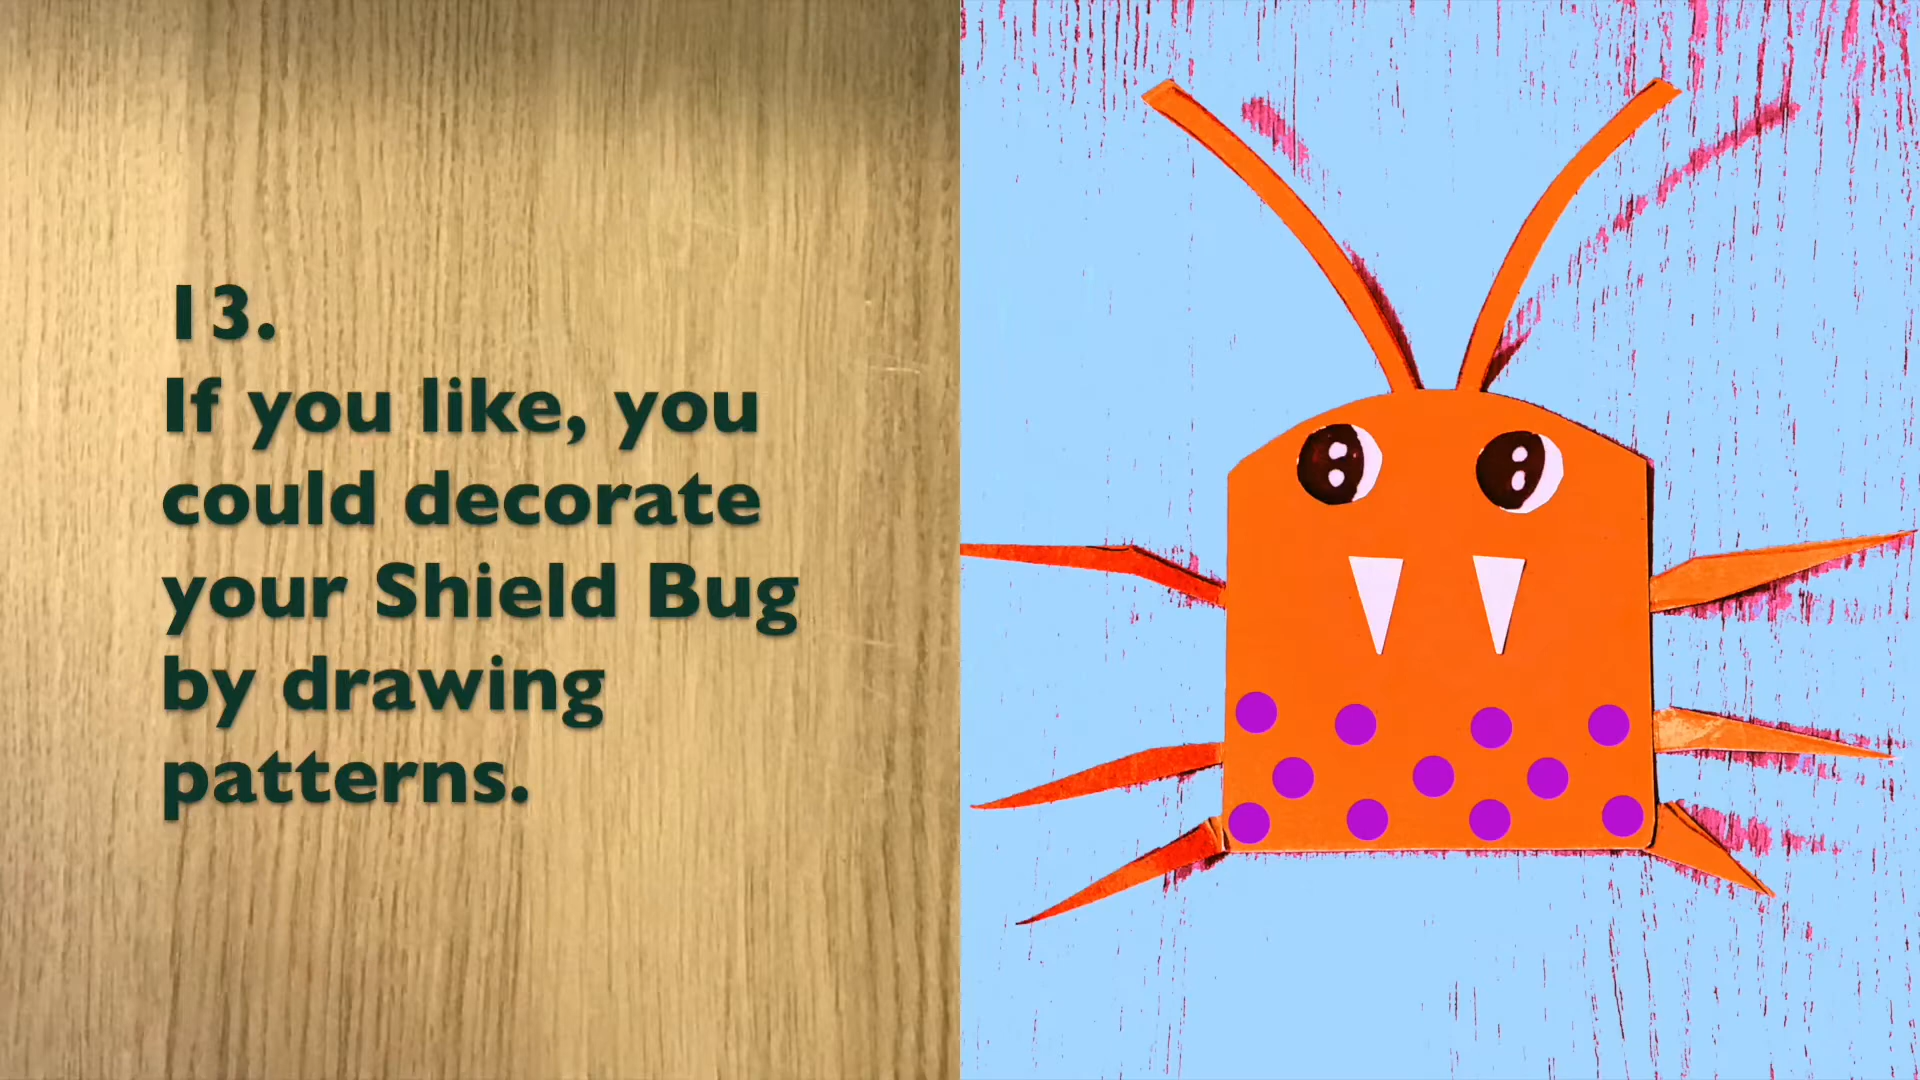 13.
If you like, you
could decorate
your Shield Bug
by drawing
patterns.